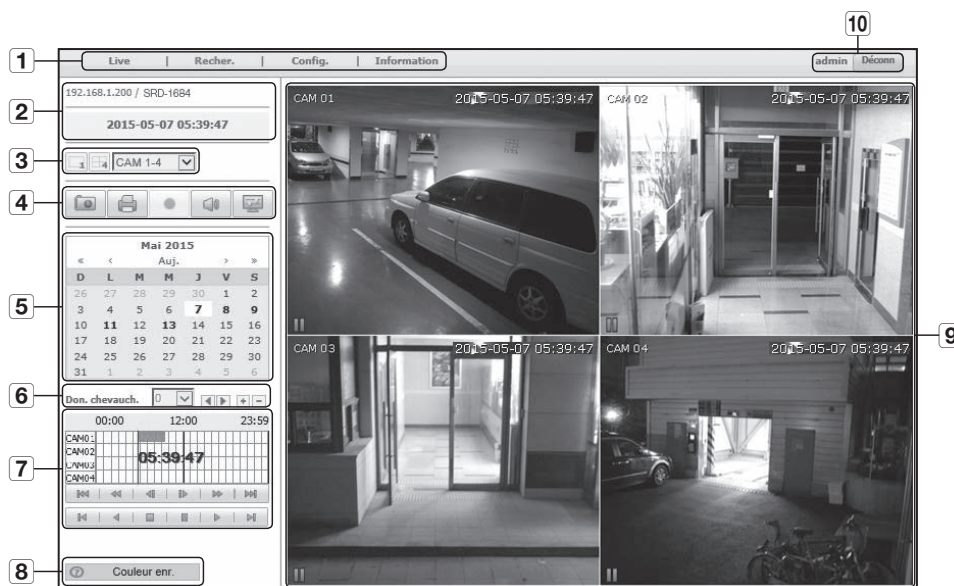 10
1
Live | Recher. | Config. | Information
admin Déconn
2
192.168.1.200 / SRD-1684
2015-05-07 05:39:47
3
1 4 CAM 1-4
4
5
Mai 2015
« ‹ Auj. › »
D L M M J V S
26 27 28 29 30 1 2
3 4 5 6 7 8 9
10 11 12 13 14 15 16
17 18 19 20 21 22 23
24 25 26 27 28 29 30
31 1 2 3 4 5 6
6
Don. chevauch. 0
7
00:00 12:00 23:59
CAM01
CAM02
CAM03
CAM04
05:39:47
8
? Couleur enr.
CAM 01 2015-05-07 05:39:47
CAM 02 2015-05-07 05:39:47
9
CAM 03 2015-05-07 05:39:47
CAM 04 2015-05-07 05:39:47